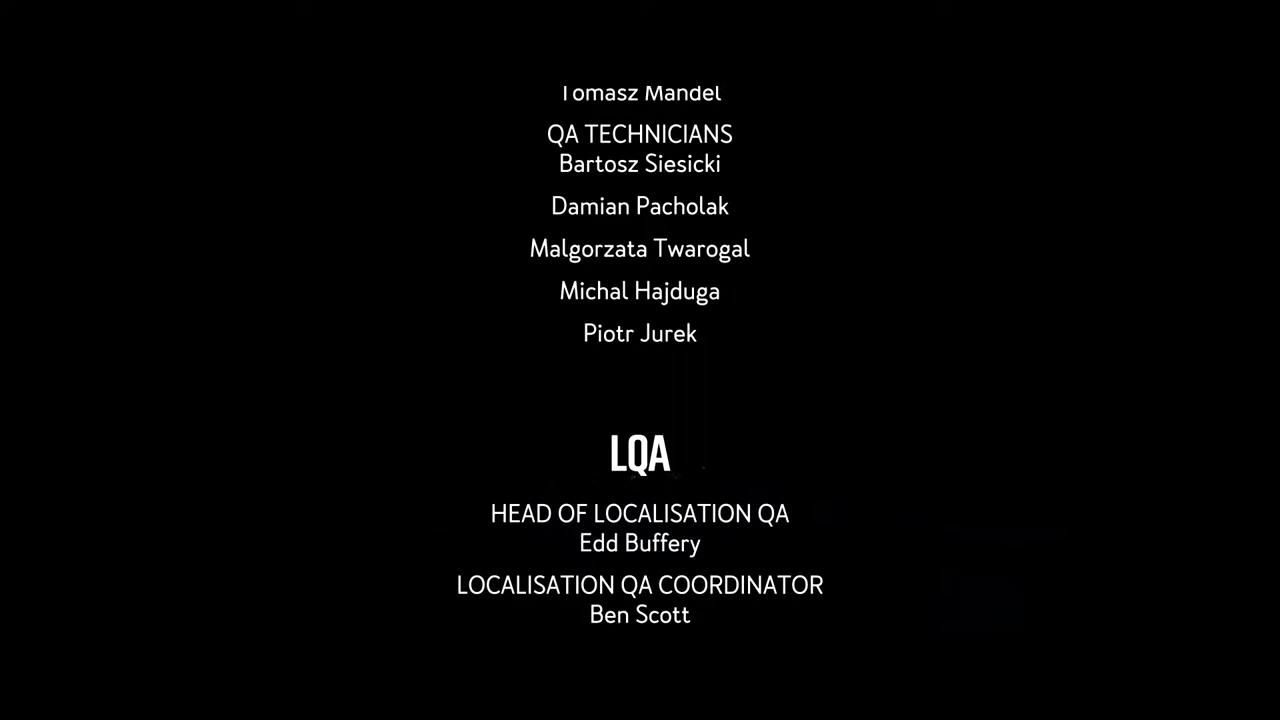 Tomasz Mandel
QA TECHNICIANS
Bartosz Siesicki
Damian Pacholak
Malgorzata Twarogal
Michal Hajduga
Piotr Jurek
LQA
HEAD OF LOCALISATION QA
Edd Buffery
LOCALISATION QA COORDINATOR
Ben Scott